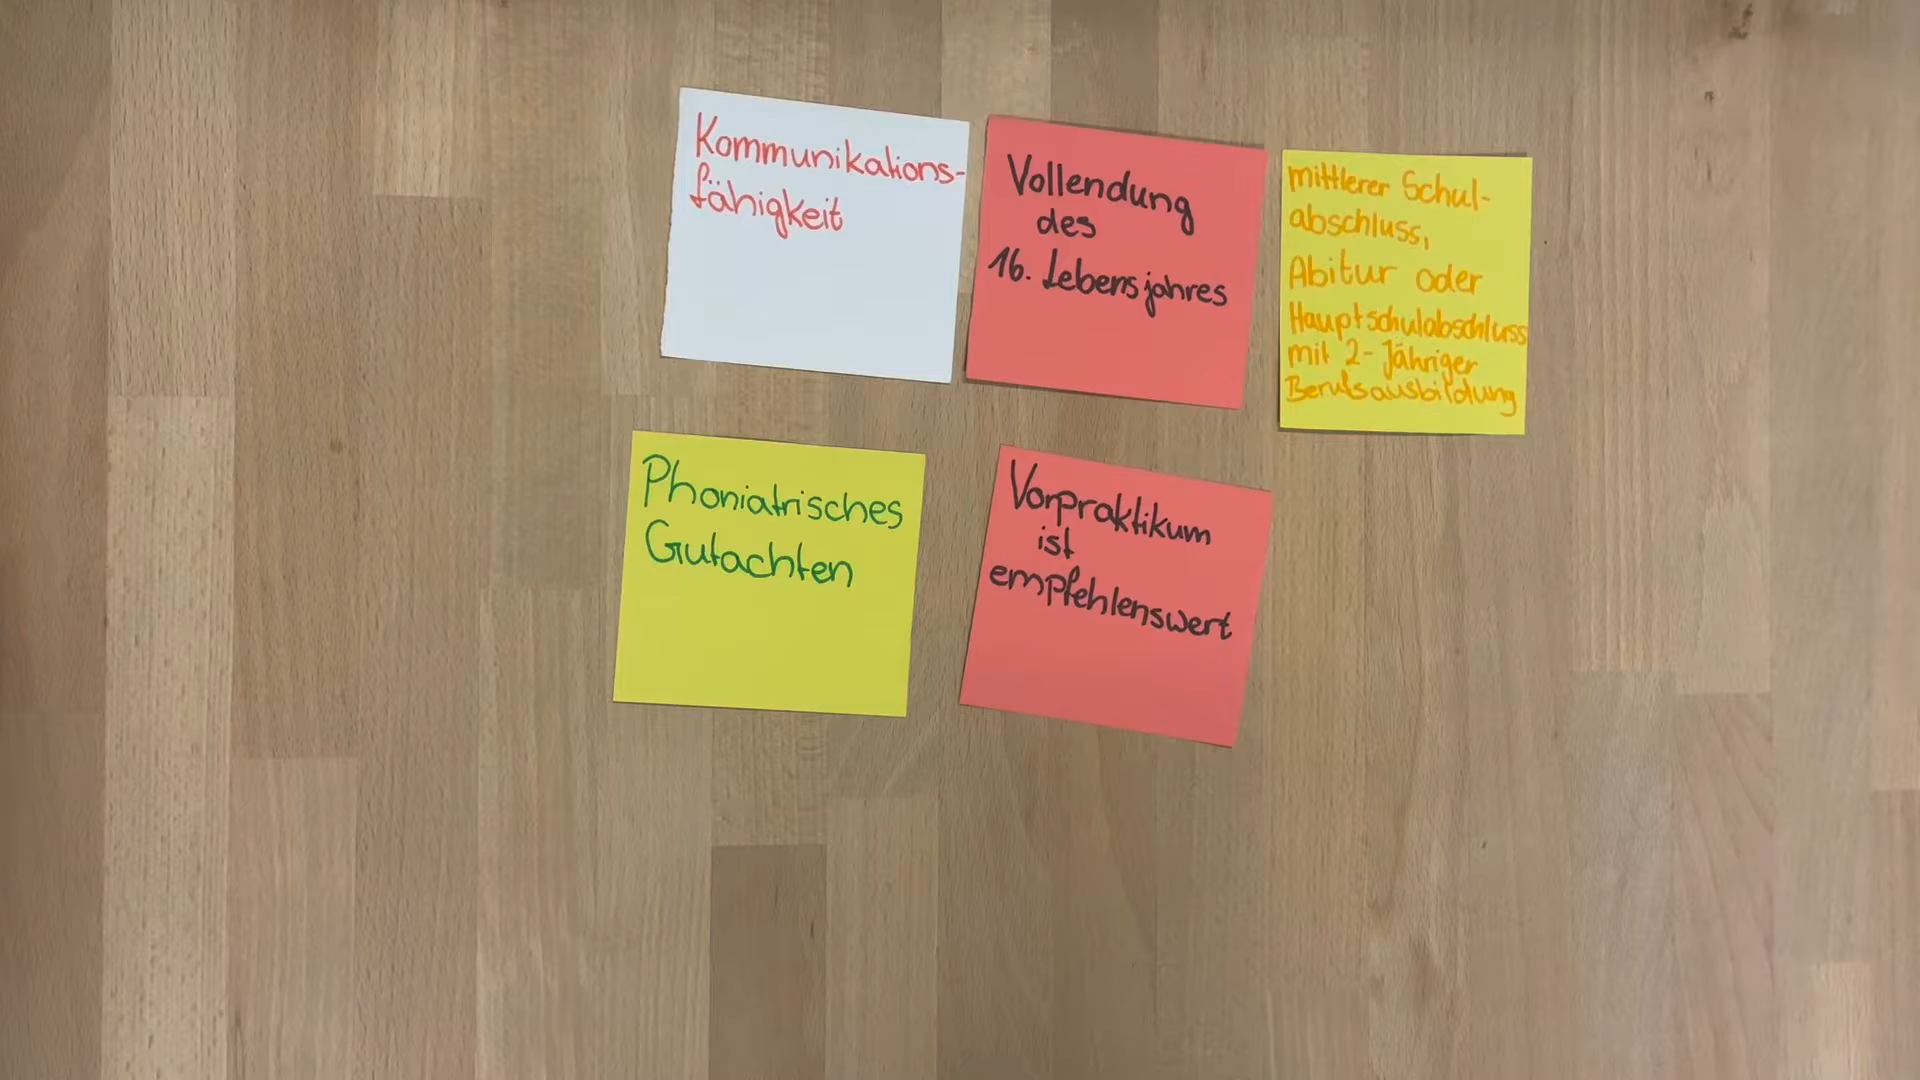 Kommunikations-
fähigkeit
Vollendung
des
16. Lebensjahres
mittlerer Schul-
abschluss,
Abitur oder
Hauptschulabschluss
mit 2-Jähriger
Berufsausbildung
Phoniatrisches
Gutachten
Vorpraktikum
ist
empfehlenswert